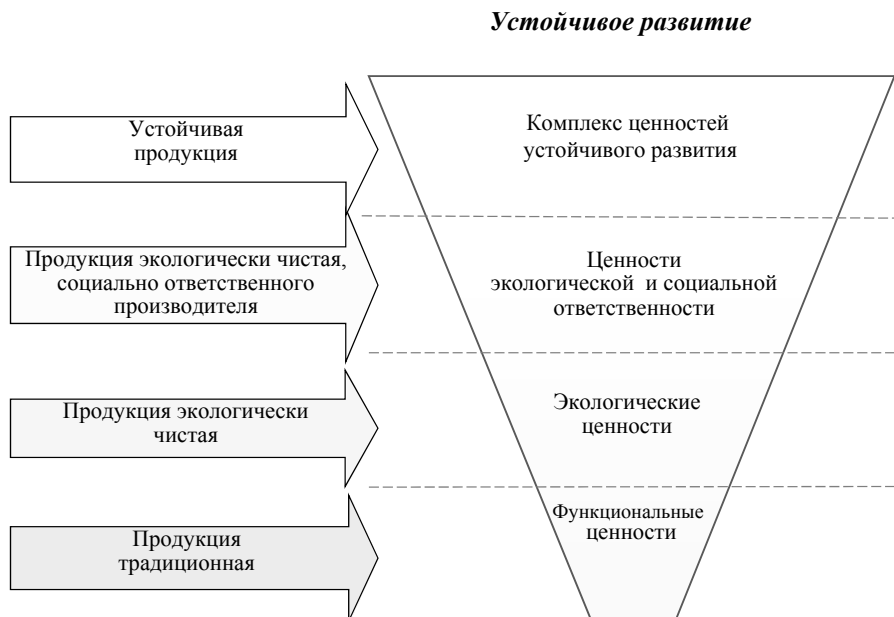 Устойчивое развитие
Устойчивая
продукция
Комплекс ценностей
устойчивого развития
Продукция экологически чистая,
социально ответственного
производителя
Ценности
экологической и социальной
ответственности
Продукция экологически
чистая
Экологические
ценности
Продукция
традиционная
Функциональные
ценности